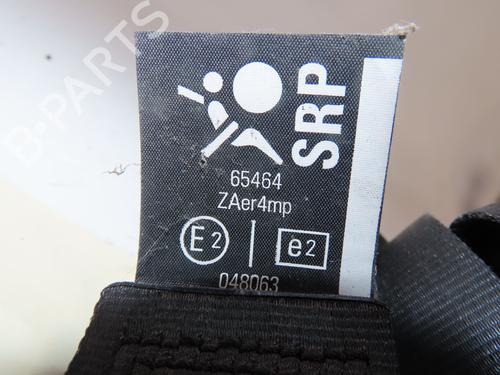 B-PARTS
SRP
65464
ZAer4mp
E2 | e2
048063